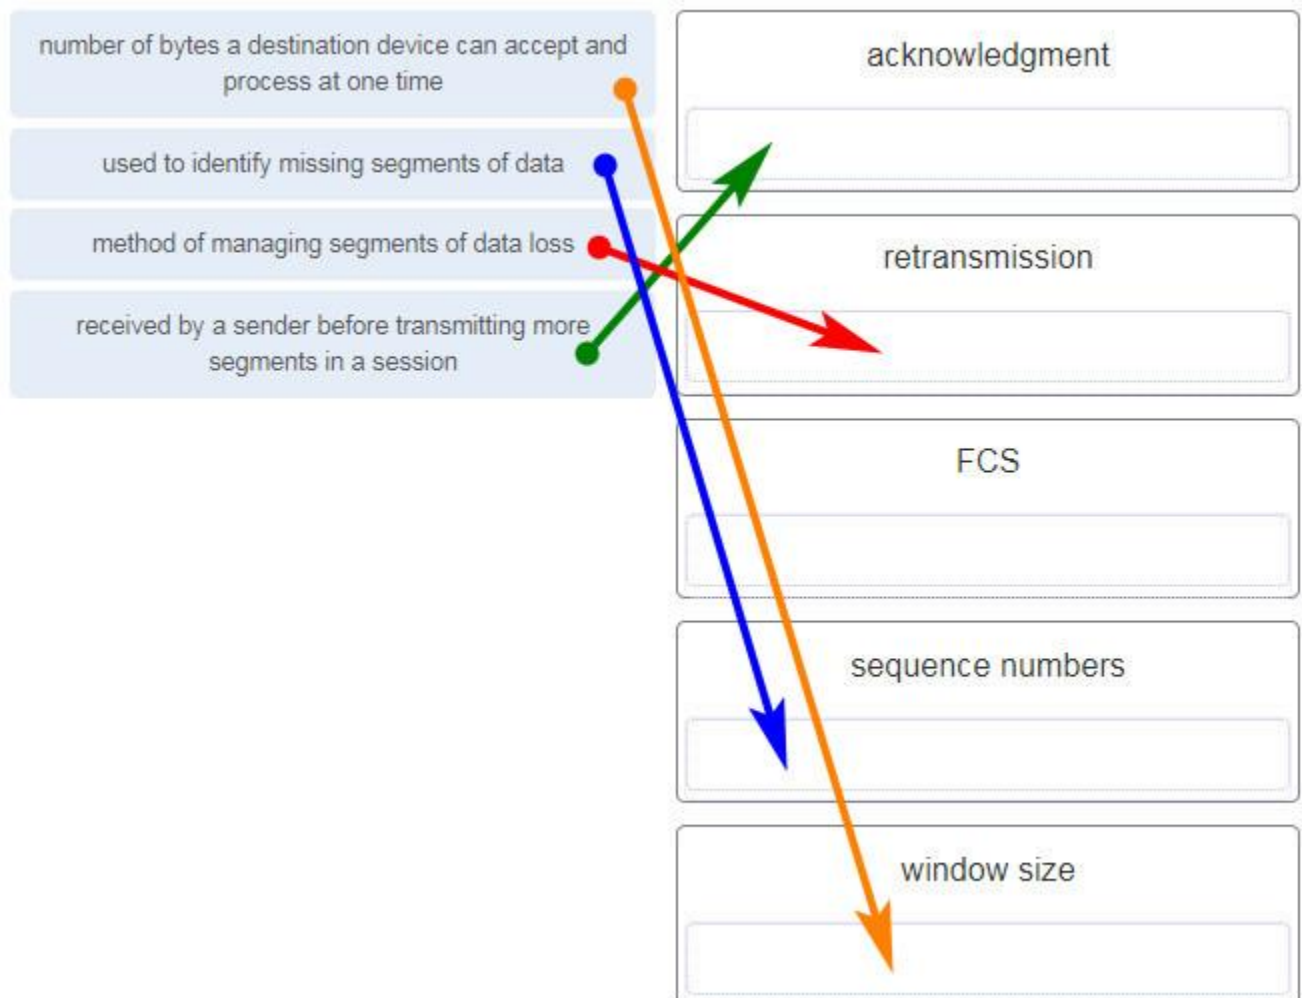 number of bytes a destination device can accept and
process at one time
used to identify missing segments of data
method of managing segments of data loss
received by a sender before transmitting more
segments in a session
acknowledgment
retransmission
FCS
sequence numbers
window size